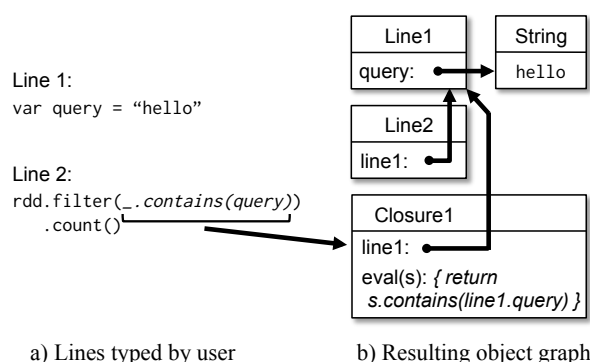 Line 1:
var query = “hello”
Line 2:
rdd.filter(_.contains(query))
.count()
Line1
query:
String
hello
Line2
line1:
Closure1
line1:
eval(s): { return
s.contains(line1.query) }
a) Lines typed by user
b) Resulting object graph